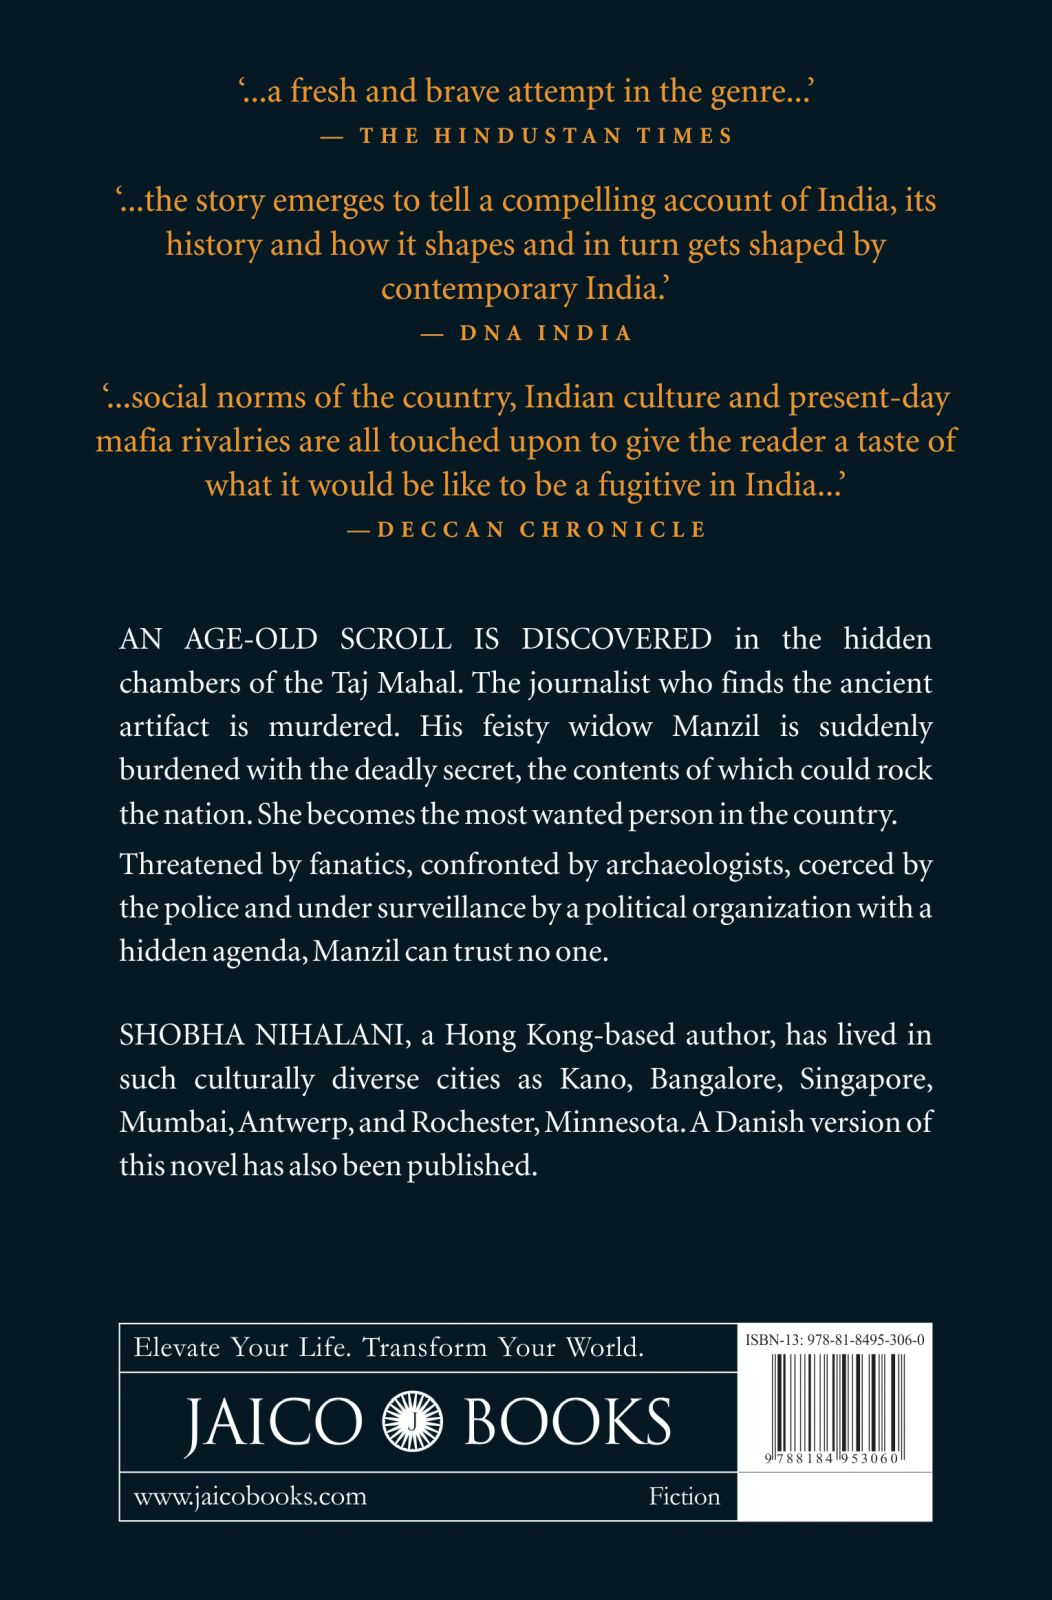 ‘...a fresh and brave attempt in the genre...’
— THE HINDUSTAN TIMES
‘...the story emerges to tell a compelling account of India, its
history and how it shapes and in turn gets shaped by
contemporary India.’
— DNA INDIA
‘...social norms of the country, Indian culture and present-day
mafia rivalries are all touched upon to give the reader a taste of
what it would be like to be a fugitive in India...’
—DECCAN CHRONICLE
AN AGE-OLD SCROLL IS DISCOVERED in the hidden
chambers of the Taj Mahal. The journalist who finds the ancient
artifact is murdered. His feisty widow Manzil is suddenly
burdened with the deadly secret, the contents of which could rock
the nation. She becomes the most wanted person in the country.
Threatened by fanatics, confronted by archaeologists, coerced by
the police and under surveillance by a political organization with a
hidden agenda, Manzil can trust no one.
SHOBHA NIHALANI, a Hong Kong-based author, has lived in
such culturally diverse cities as Kano, Bangalore, Singapore,
Mumbai, Antwerp, and Rochester, Minnesota. A Danish version of
this novel has also been published.
Elevate Your Life. Transform Your World.
JAICO J BOOKS
www.jaicobooks.com
Fiction
ISBN-13: 978-81-8495-306-0
9 788184 953060